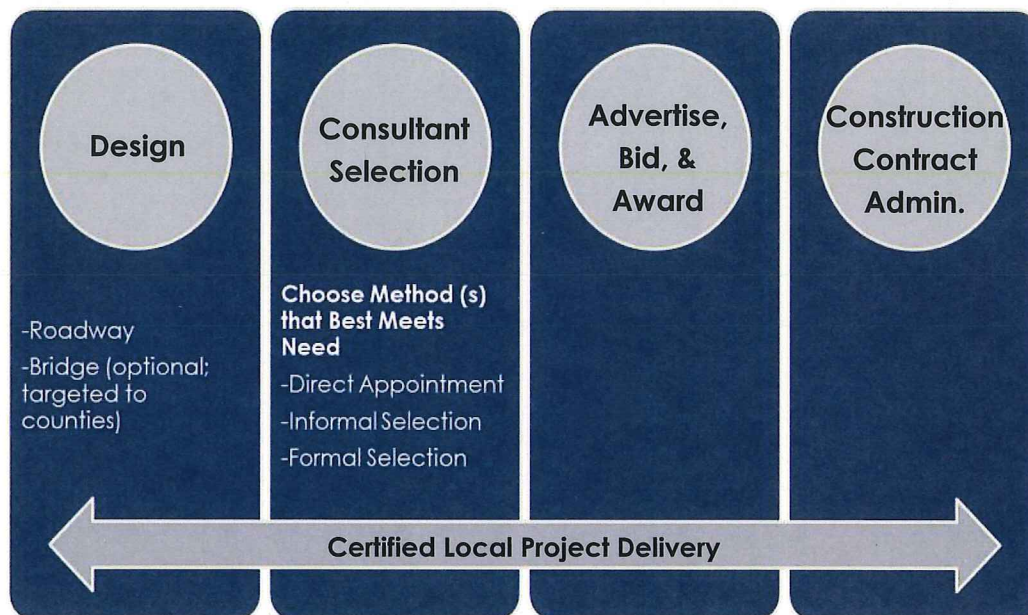 Design
-Roadway
-Bridge (optional;
targeted to
counties)
Consultant
Selection
Choose Method (s)
that Best Meets
Need
-Direct Appointment
-Informal Selection
-Formal Selection
Advertise,
Bid, &
Award
Construction
Contract
Admin.
Certified Local Project Delivery